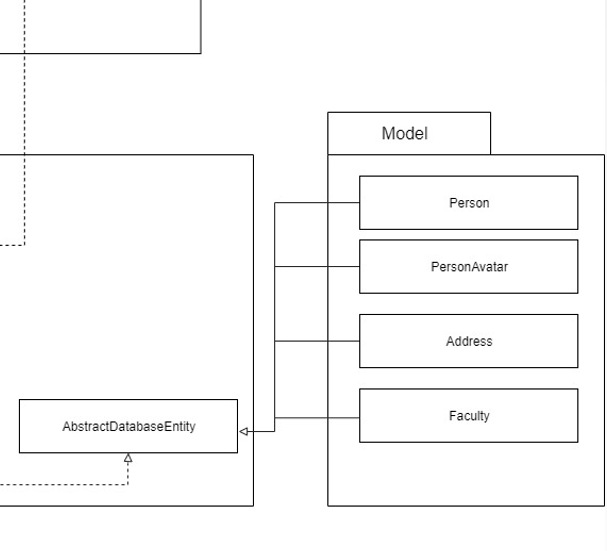 Model
Person
PersonAvatar
Address
AbstractDatabaseEntity
Faculty